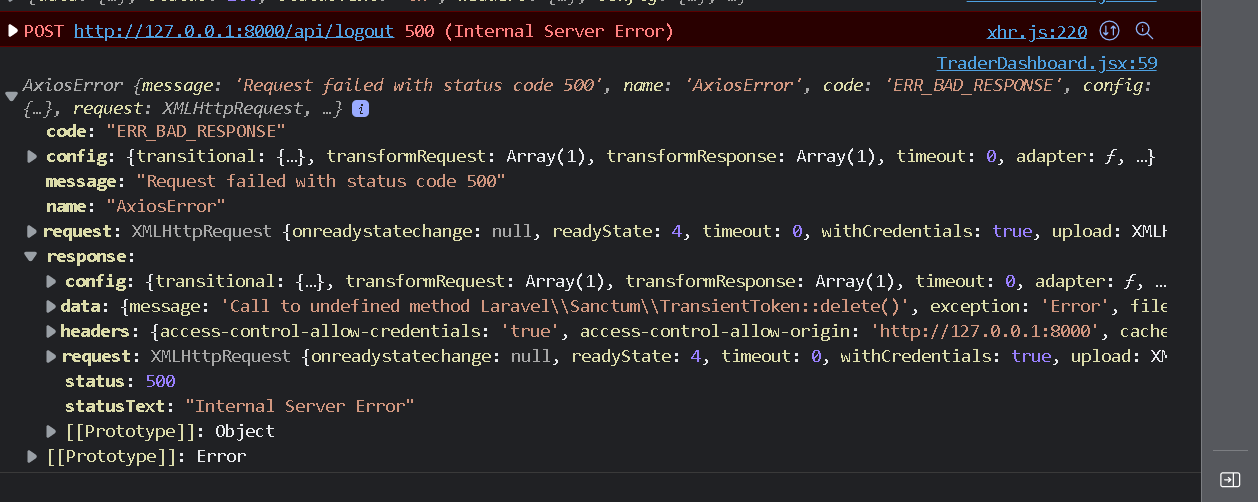 POST http://127.0.0.1:8000/api/logout 500 (Internal Server Error) xhr.js:220
TraderDashboard.jsx:59
AxiosError {message: 'Request failed with status code 500', name: 'AxiosError', code: 'ERR_BAD_RESPONSE', config:
{…}, request: XMLHttpRequest, …} i
code: "ERR_BAD_RESPONSE"
config: {transitional: {…}, transformRequest: Array(1), transformResponse: Array(1), timeout: 0, adapter: ƒ, …}
message: "Request failed with status code 500"
name: "AxiosError"
request: XMLHttpRequest {onreadystatechange: null, readyState: 4, timeout: 0, withCredentials: true, upload:
response:
config: {transitional: {…}, transformRequest: Array(1), transformResponse: Array(1), timeout: 0, adapter: ƒ, …
data: {message: 'Call to undefined method Laravel\\Sanctum\\TransientToken::delete()', exception: 'Error', file
headers: {access-control-allow-credentials: 'true', access-control-allow-origin: 'http://127.0.0.1:8000', cache
request: XMLHttpRequest {onreadystatechange: null, readyState: 4, timeout: 0, withCredentials: true, upload:
status: 500
statusText: "Internal Server Error"
[[Prototype]]: Object
[[Prototype]]: Error